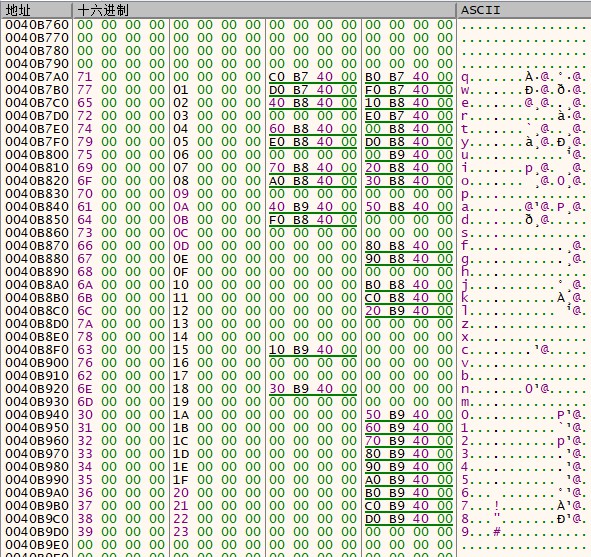 地址 十六进制 ASCII
0040B760 00 00 00 00 00 00 00 00 00 00 00 00 00 00 00 00 ................
0040B770 00 00 00 00 00 00 00 00 00 00 00 00 00 00 00 00 ................
0040B780 00 00 00 00 00 00 00 00 00 00 00 00 00 00 00 00 ................
0040B790 00 00 00 00 00 00 00 00 00 00 00 00 00 00 00 00 ................
0040B7A0 71 00 00 00 00 00 00 00 C0 B7 40 00 B0 B7 40 00 q.......À·@.°·@.
0040B7B0 77 00 00 00 01 00 00 00 D0 B7 40 00 F0 B7 40 00 w.......Ð·@.ð·@.
0040B7C0 65 00 00 00 02 00 00 00 40 B8 40 00 10 B8 40 00 e.......@¸@..¸@.
0040B7D0 72 00 00 00 03 00 00 00 00 00 00 00 E0 B7 40 00 r...........à·@.
0040B7E0 74 00 00 00 04 00 00 00 60 B8 40 00 00 B8 40 00 t.......`¸@..¸@.
0040B7F0 79 00 00 00 05 00 00 00 E0 B8 40 00 D0 B8 40 00 y.......à¸@.Ð¸@.
0040B800 75 00 00 00 06 00 00 00 00 00 00 00 00 B9 40 00 u............¹@.
0040B810 69 00 00 00 07 00 00 00 70 B8 40 00 20 B8 40 00 i.......p¸@. ¸@.
0040B820 6F 00 00 00 08 00 00 00 A0 B8 40 00 30 B8 40 00 o....... ¸@.0¸@.
0040B830 70 00 00 00 09 00 00 00 00 00 00 00 00 00 00 00 p...............
0040B840 61 00 00 00 0A 00 00 00 40 B9 40 00 50 B8 40 00 a.......@¹@.P¸@.
0040B850 64 00 00 00 0B 00 00 00 F0 B8 40 00 00 00 00 00 d.......ð¸@.....
0040B860 73 00 00 00 0C 00 00 00 00 00 00 00 00 00 00 00 s...............
0040B870 66 00 00 00 0D 00 00 00 00 00 00 00 80 B8 40 00 f............¸@.
0040B880 67 00 00 00 0E 00 00 00 00 00 00 00 90 B8 40 00 g............¸@.
0040B890 68 00 00 00 0F 00 00 00 00 00 00 00 00 00 00 00 h...............
0040B8A0 6A 00 00 00 10 00 00 00 00 00 00 00 B0 B8 40 00 j...........°¸@.
0040B8B0 6B 00 00 00 11 00 00 00 00 00 00 00 C0 B8 40 00 k...........À¸@.
0040B8C0 6C 00 00 00 12 00 00 00 00 00 00 00 20 B9 40 00 l........... ¹@.
0040B8D0 7A 00 00 00 13 00 00 00 00 00 00 00 00 00 00 00 z...............
0040B8E0 78 00 00 00 14 00 00 00 00 00 00 00 00 00 00 00 x...............
0040B8F0 63 00 00 00 15 00 00 00 10 B9 40 00 00 00 00 00 c........¹@.....
0040B900 76 00 00 00 16 00 00 00 00 00 00 00 00 00 00 00 v...............
0040B910 62 00 00 00 17 00 00 00 00 00 00 00 00 00 00 00 b...............
0040B920 6E 00 00 00 18 00 00 00 30 B9 40 00 00 00 00 00 n.......0¹@.....
0040B930 6D 00 00 00 19 00 00 00 00 00 00 00 00 00 00 00 m...............
0040B940 30 00 00 00 1A 00 00 00 00 00 00 00 50 B9 40 00 0...........P¹@.
0040B950 31 00 00 00 1B 00 00 00 00 00 00 00 60 B9 40 00 1...........`¹@.
0040B960 32 00 00 00 1C 00 00 00 00 00 00 00 70 B9 40 00 2...........p¹@.
0040B970 33 00 00 00 1D 00 00 00 00 00 00 00 80 B9 40 00 3............¹@.
0040B980 34 00 00 00 1E 00 00 00 00 00 00 00 90 B9 40 00 4............¹@.
0040B990 35 00 00 00 1F 00 00 00 00 00 00 00 A0 B9 40 00 5........... ¹@.
0040B9A0 36 00 00 00 20 00 00 00 00 00 00 00 B0 B9 40 00 6... .......°¹@.
0040B9B0 37 00 00 00 21 00 00 00 00 00 00 00 C0 B9 40 00 7...!.......À¹@.
0040B9C0 38 00 00 00 22 00 00 00 00 00 00 00 D0 B9 40 00 8...".......Ð¹@.
0040B9D0 39 00 00 00 23 00 00 00 00 00 00 00 00 00 00 00 9...#...........
0040B9E0 00 00 00 00 00 00 00 00 00 00 00 00 00 00 00 00 ................